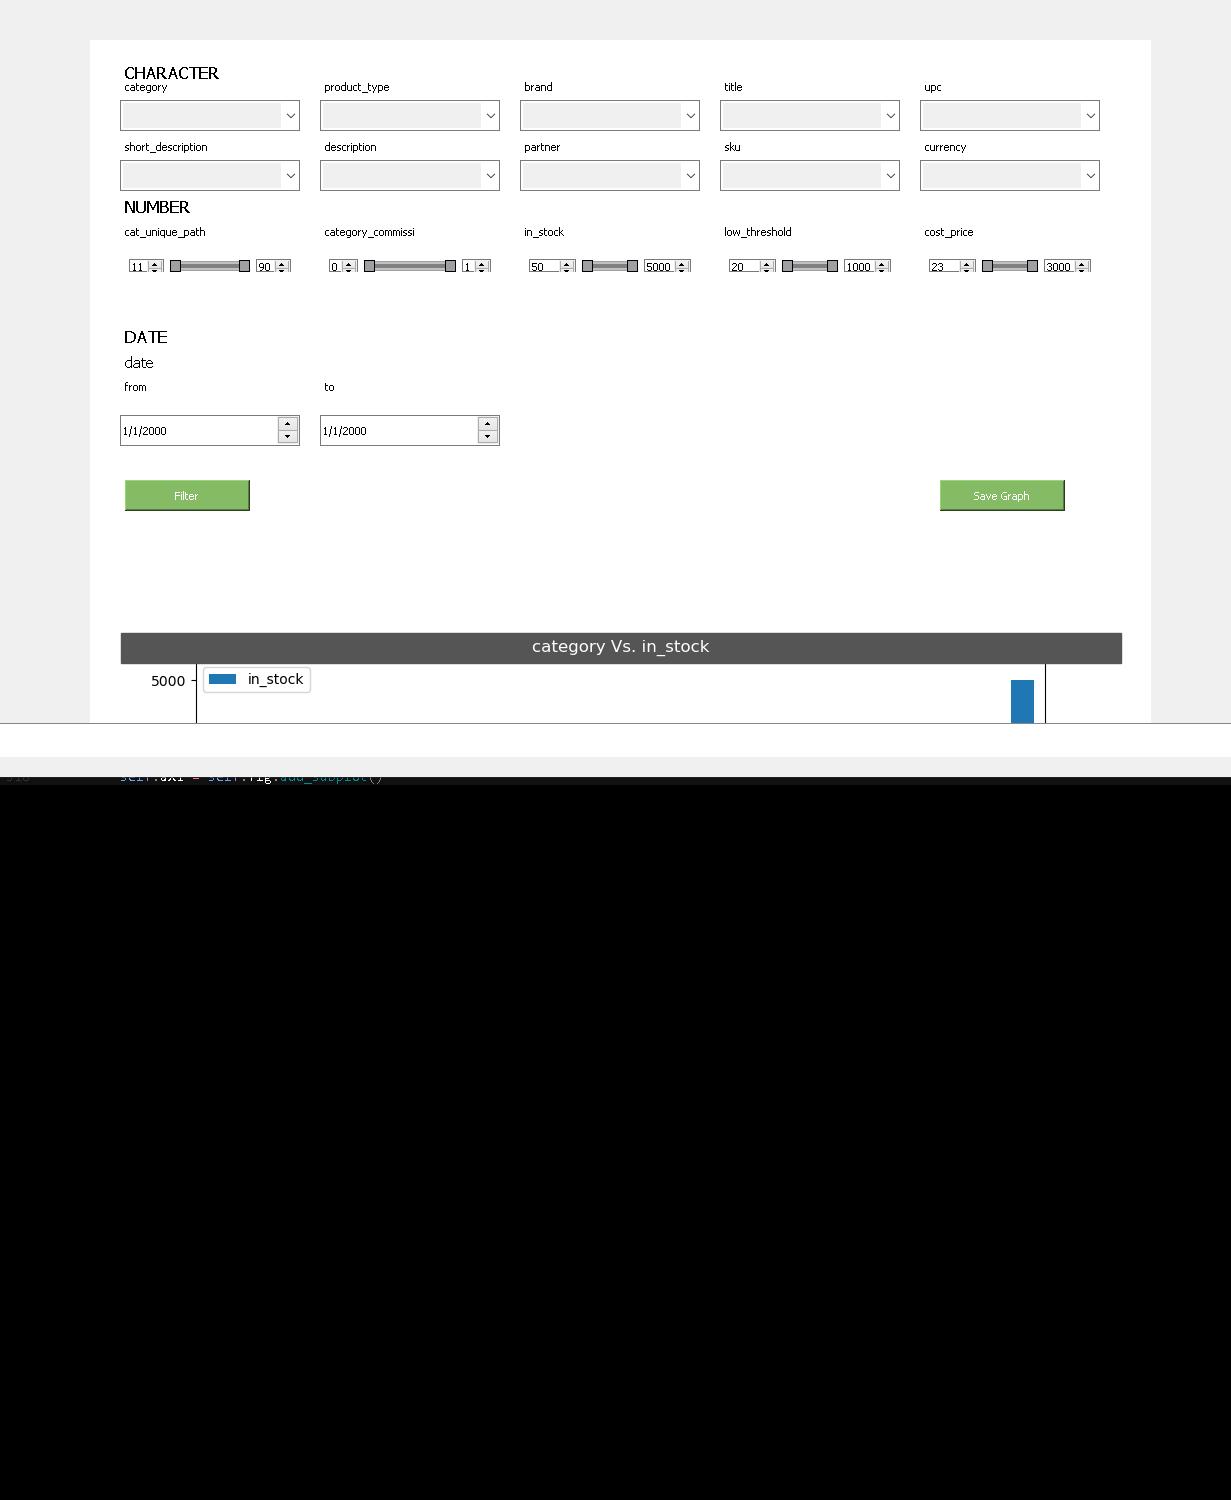 CHARACTER
category product_type brand title upc
short_description description partner sku currency
NUMBER
cat_unique_path category_commissi in_stock low_threshold cost_price
11 90 0 1 50 5000 20 1000 23 3000
DATE
date
from to
1/1/2000 1/1/2000
Filter Save Graph
category Vs. in_stock
5000 in_stock
self.ax1 = self.fig.add_subplot()